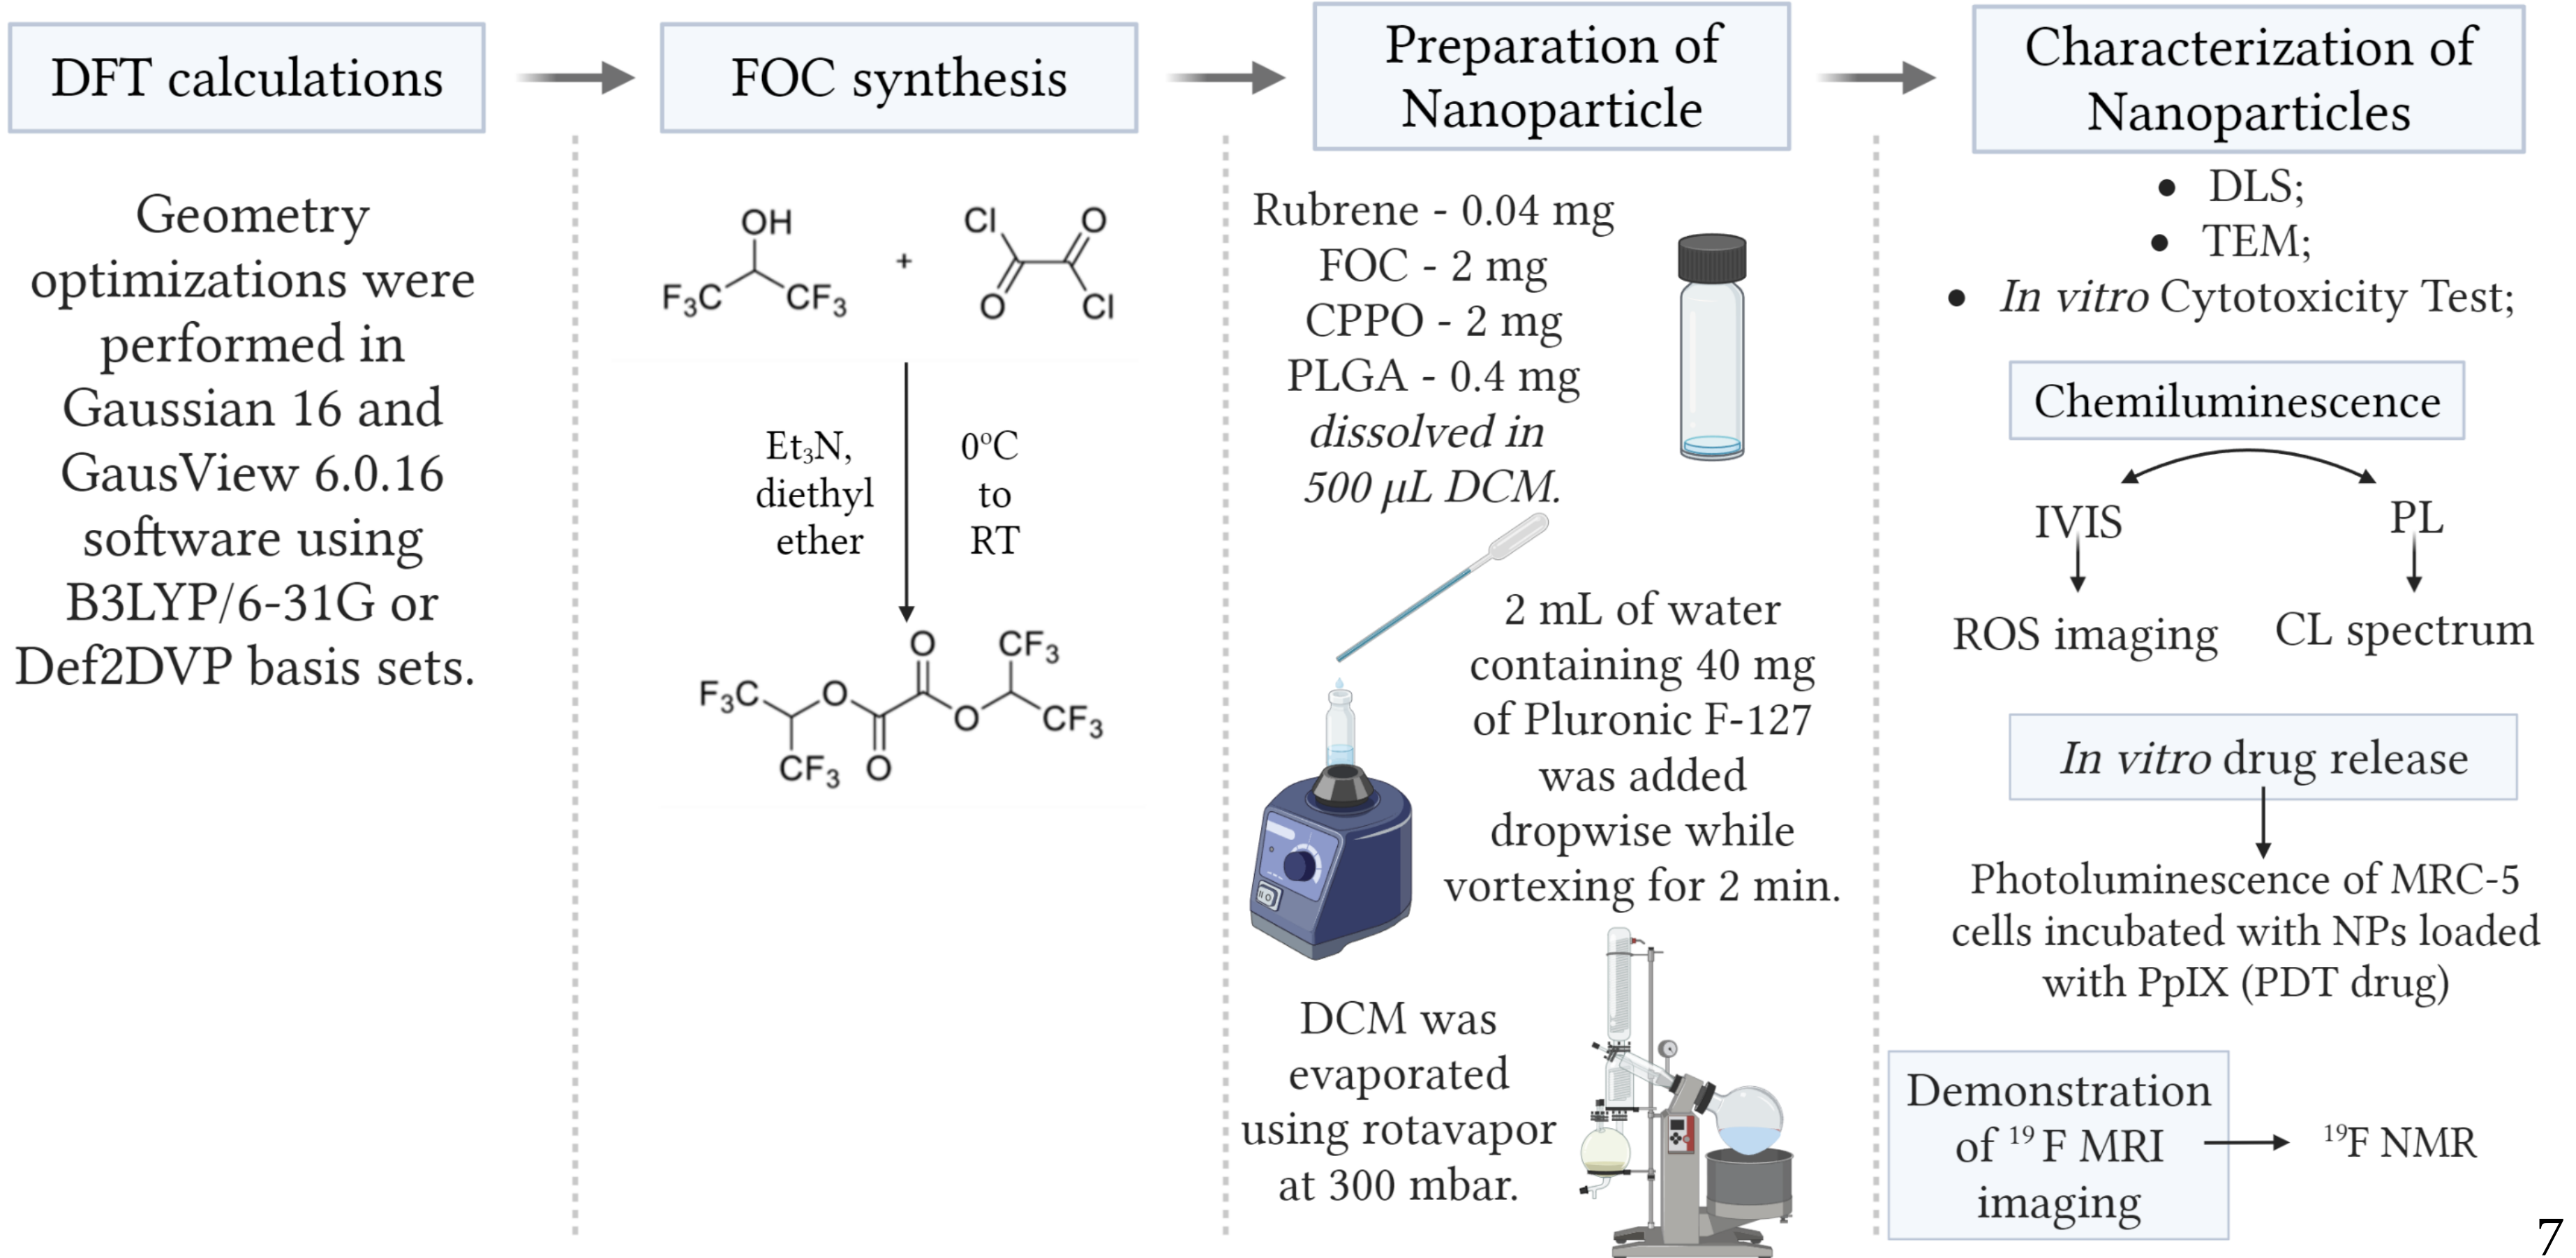 DFT calculations
Geometry
optimizations were
performed in
Gaussian 16 and
GausView 6.0.16
software using
B3LYP/6-31G or
Def2DVP basis sets.
FOC synthesis
OH
F₃C
CF₃
+
Cl
O
O
Cl
Et₃N,
diethyl
ether
0°C
to
RT
O
CF₃
F₃C
O
O
CF₃
CF₃
O
Preparation of
Nanoparticle
Rubrene - 0.04 mg
FOC - 2 mg
CPPO - 2 mg
PLGA - 0.4 mg
dissolved in
500 μL DCM.
2 mL of water
containing 40 mg
of Pluronic F-127
was added
dropwise while
vortexing for 2 min.
DCM was
evaporated
using rotavapor
at 300 mbar.
Characterization of
Nanoparticles
• DLS;
• TEM;
• In vitro Cytotoxicity Test;
Chemiluminescence
IVIS
PL
ROS imaging
CL spectrum
In vitro drug release
Photoluminescence of MRC-5
cells incubated with NPs loaded
with PpIX (PDT drug)
Demonstration
of ¹⁹ F MRI
imaging
¹⁹F NMR
7